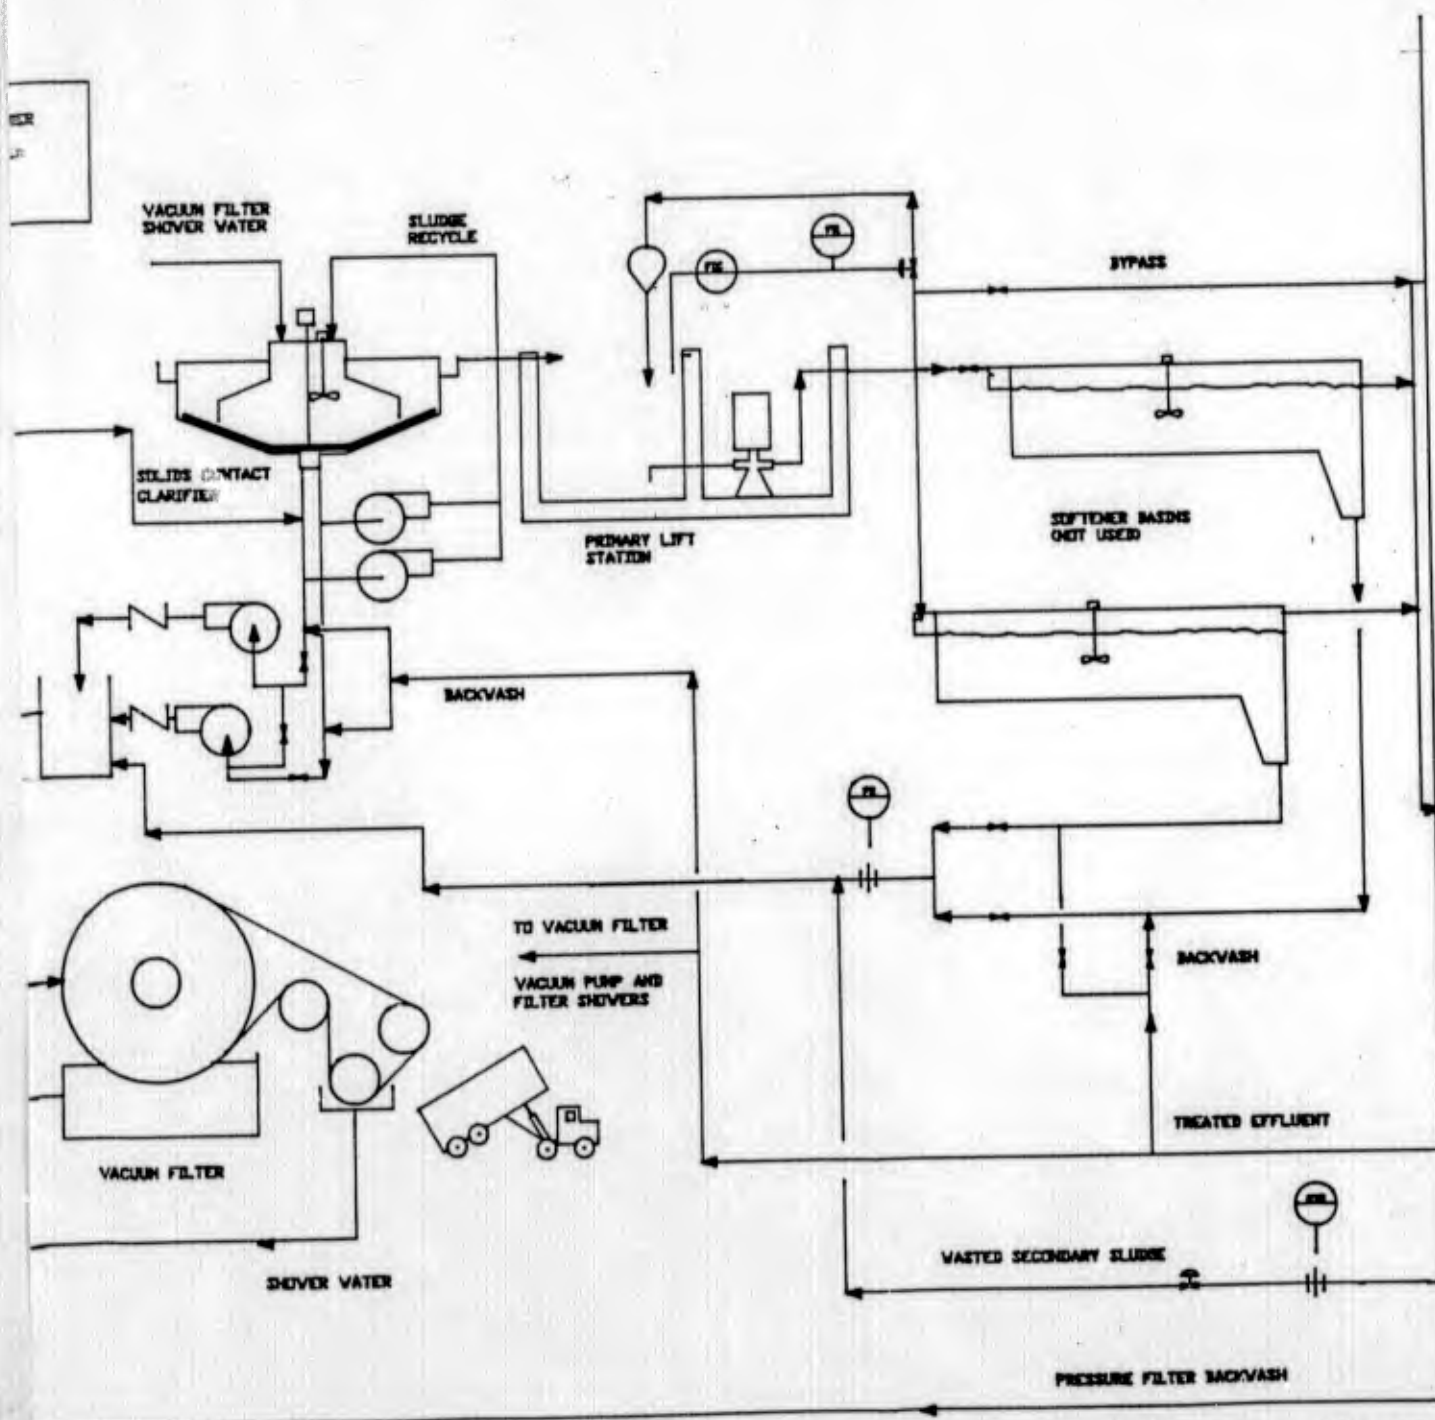 VACUUM FILTER
SHOWER WATER
SLUDGE
RECYCLE
BYPASS
SOLIDS CONTACT
CLARIFIER
PRIMARY LIFT
STATION
SOFTENER BASINS
(NOT USED)
BACKWASH
TO VACUUM FILTER
VACUUM PUMP AND
FILTER SHOWERS
BACKWASH
TREATED EFFLUENT
VACUUM FILTER
WASTED SECONDARY SLUDGE
SHOWER WATER
PRESSURE FILTER BACKWASH